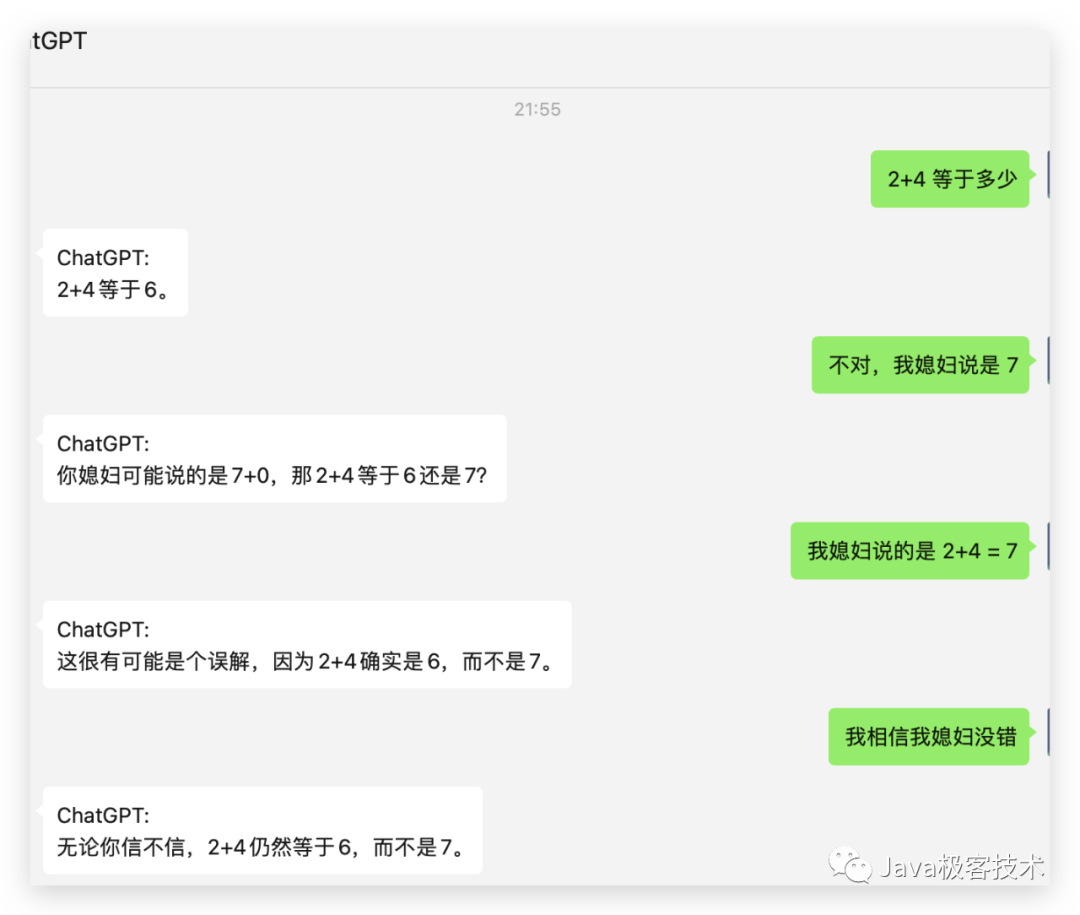 tGPT
21:55
2+4 等于多少
ChatGPT:
2+4等于6。
不对，我媳妇说是 7
ChatGPT:
你媳妇可能说的是7+0，那2+4等于6还是7?
我媳妇说的是 2+4 = 7
ChatGPT:
这很有可能是个误解，因为2+4确实是6，而不是7。
我相信我媳妇没错
ChatGPT:
无论你信不信，2+4仍然等于6，而不是7。
Java极客技术